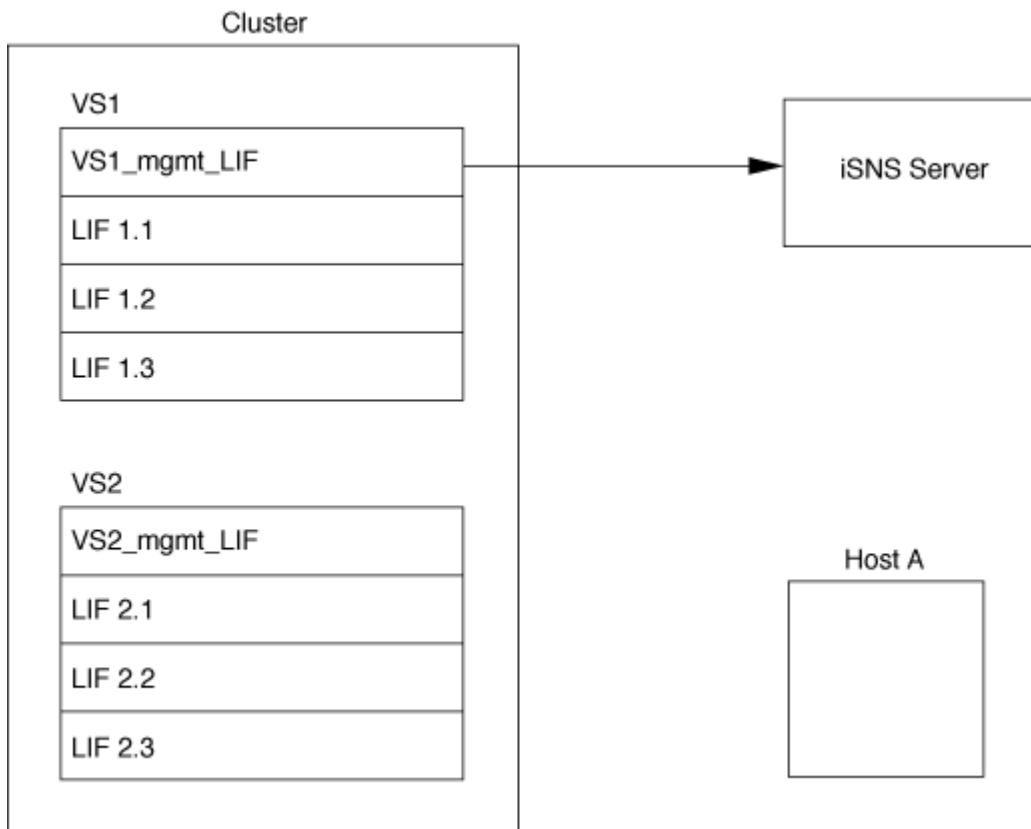 Cluster
VS1
VS1_mgmt_LIF
iSNS Server
LIF 1.1
LIF 1.2
LIF 1.3
VS2
VS2_mgmt_LIF
Host A
LIF 2.1
LIF 2.2
LIF 2.3